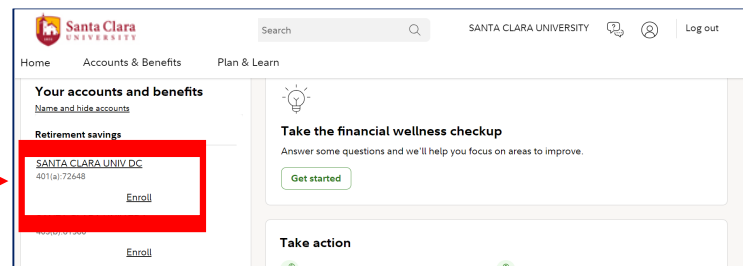 Santa Clara
UNIVERSITY
Search
SANTA CLARA UNIVERSITY
Log out
Home
Accounts & Benefits
Plan & Learn
Your accounts and benefits
Name and hide accounts
Retirement savings
SANTA CLARA UNIV DC
401(a):72648
Enroll
Enroll
Take the financial wellness checkup
Answer some questions and we'll help you focus on areas to improve.
Get started
Take action